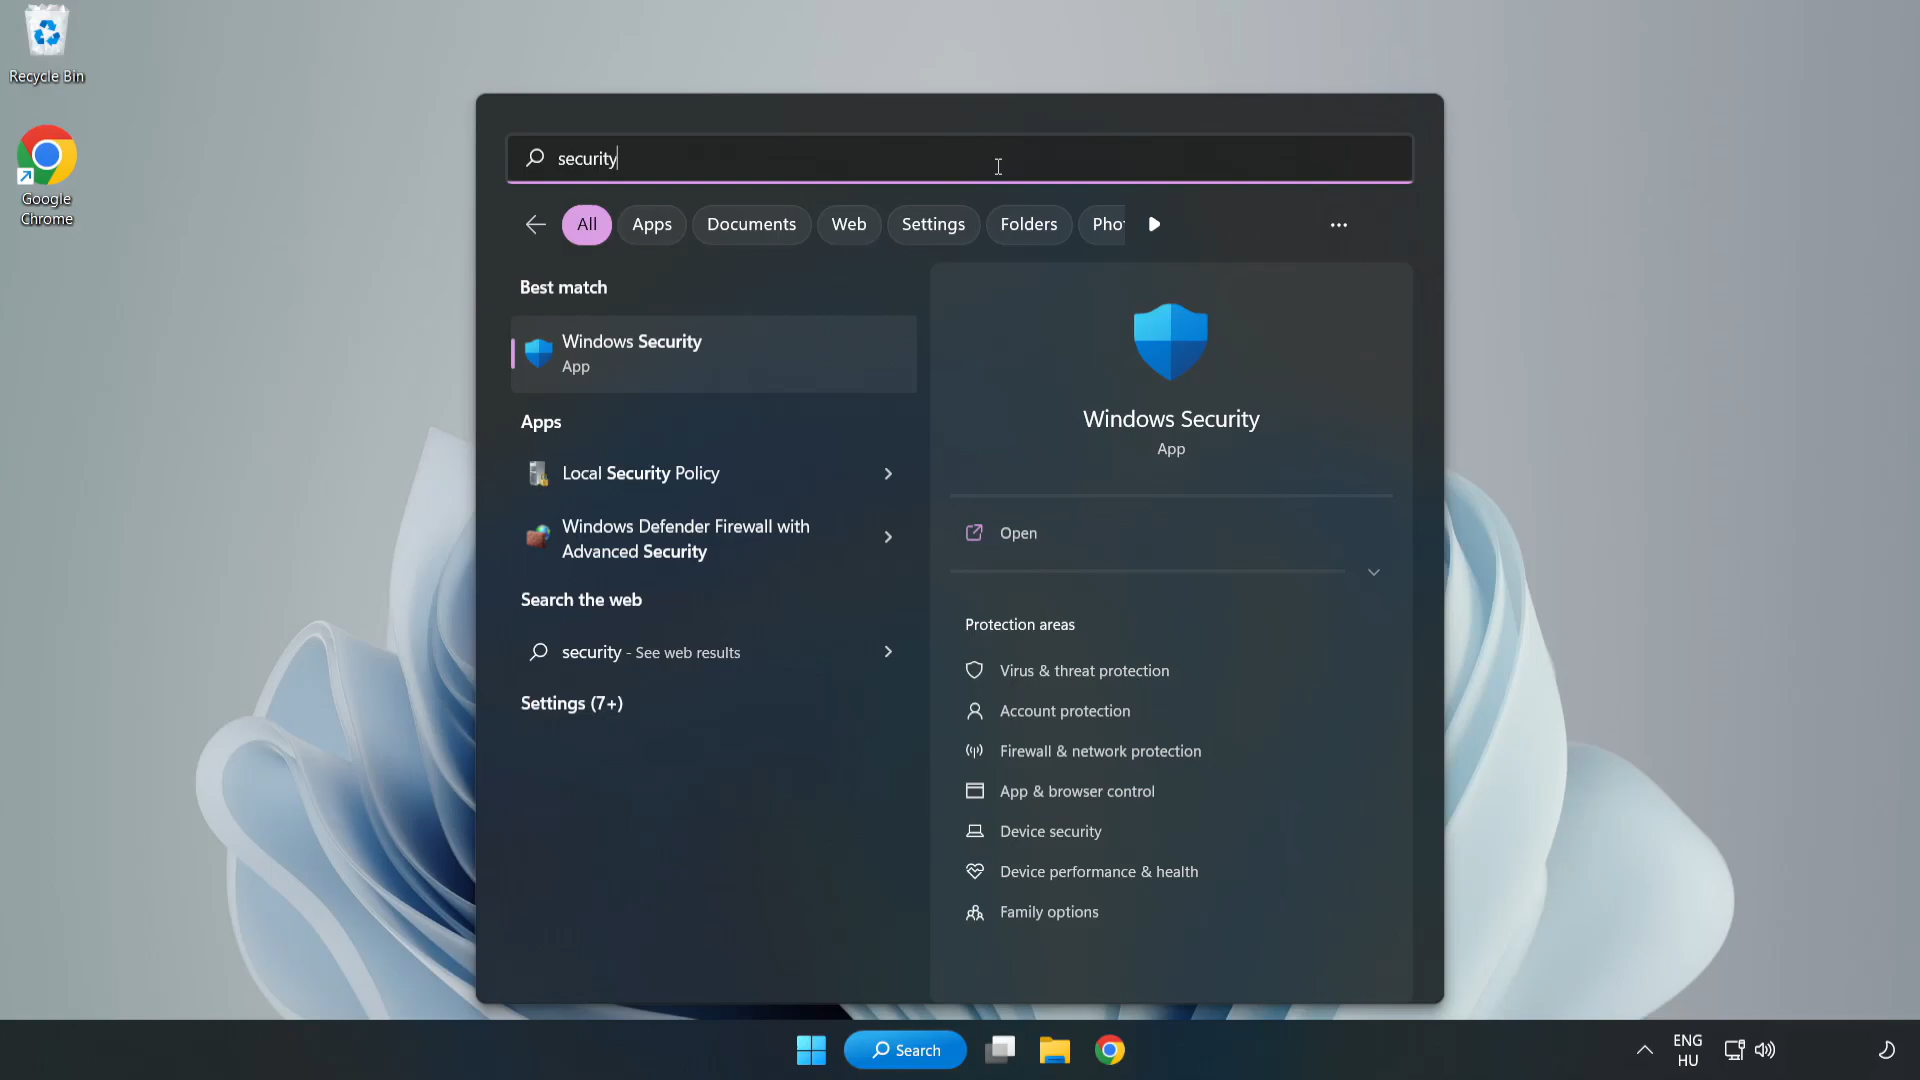 Recycle Bin
Google
Chrome
security
All
Apps
Documents
Web
Settings
Folders
Best match
Windows Security
App
Apps
Local Security Policy
Windows Defender Firewall with
Advanced Security
Search the web
security - See web results
Settings (7+)
Windows Security
App
Open
Protection areas
Virus & threat protection
Account protection
Firewall & network protection
App & browser control
Device security
Device performance & health
Family options
Search
ENG
HU